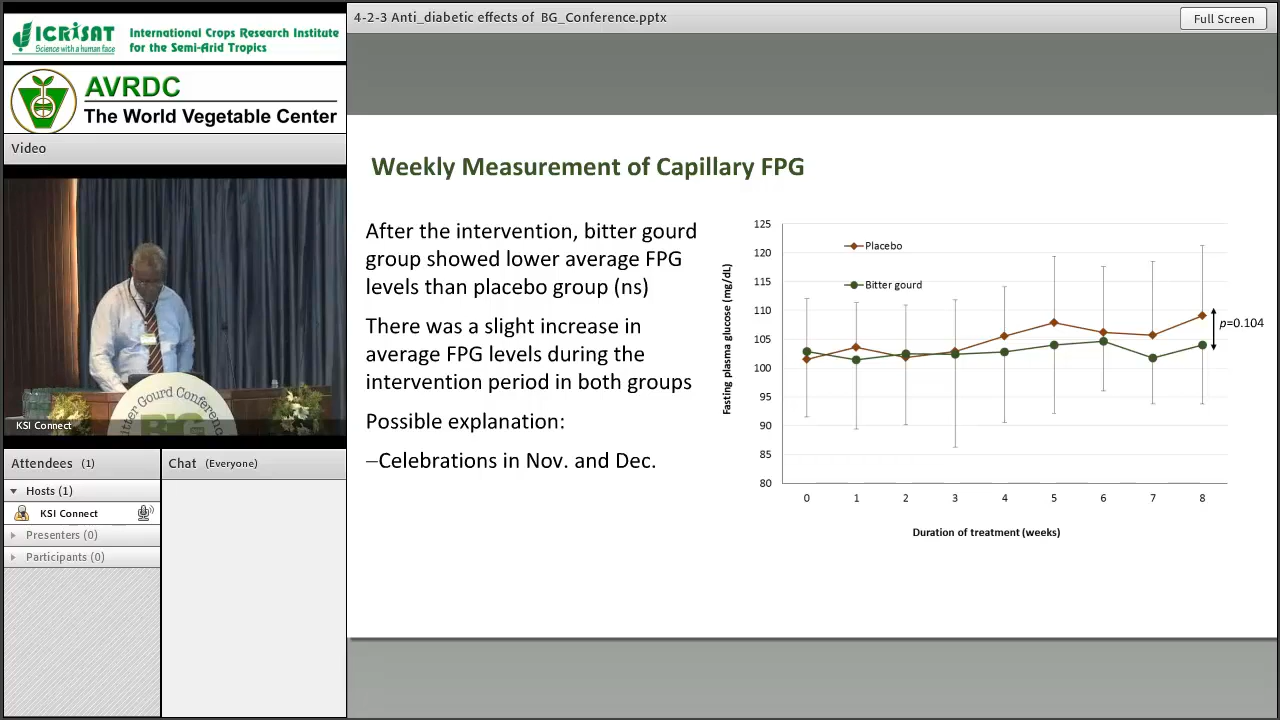 4-2-3 Anti_diabetic effects of BG_Conference.pptx
Full Screen
ICRISAT
Science with a human face
International Crops Research Institute
for the Semi-Arid Tropics
AVRDC
The World Vegetable Center
Video
Bitter Gourd Conference
BiG
KSI Connect
Attendees (1)
Hosts (1)
KSI Connect
Presenters (0)
Participants (0)
Chat (Everyone)
Weekly Measurement of Capillary FPG
After the intervention, bitter gourd
group showed lower average FPG
levels than placebo group (ns)
There was a slight increase in
average FPG levels during the
intervention period in both groups
Possible explanation:
–Celebrations in Nov. and Dec.
Fasting plasma glucose (mg/dL)
125
120
115
110
105
100
95
90
85
80
Placebo
Bitter gourd
p=0.104
0 1 2 3 4 5 6 7 8
Duration of treatment (weeks)